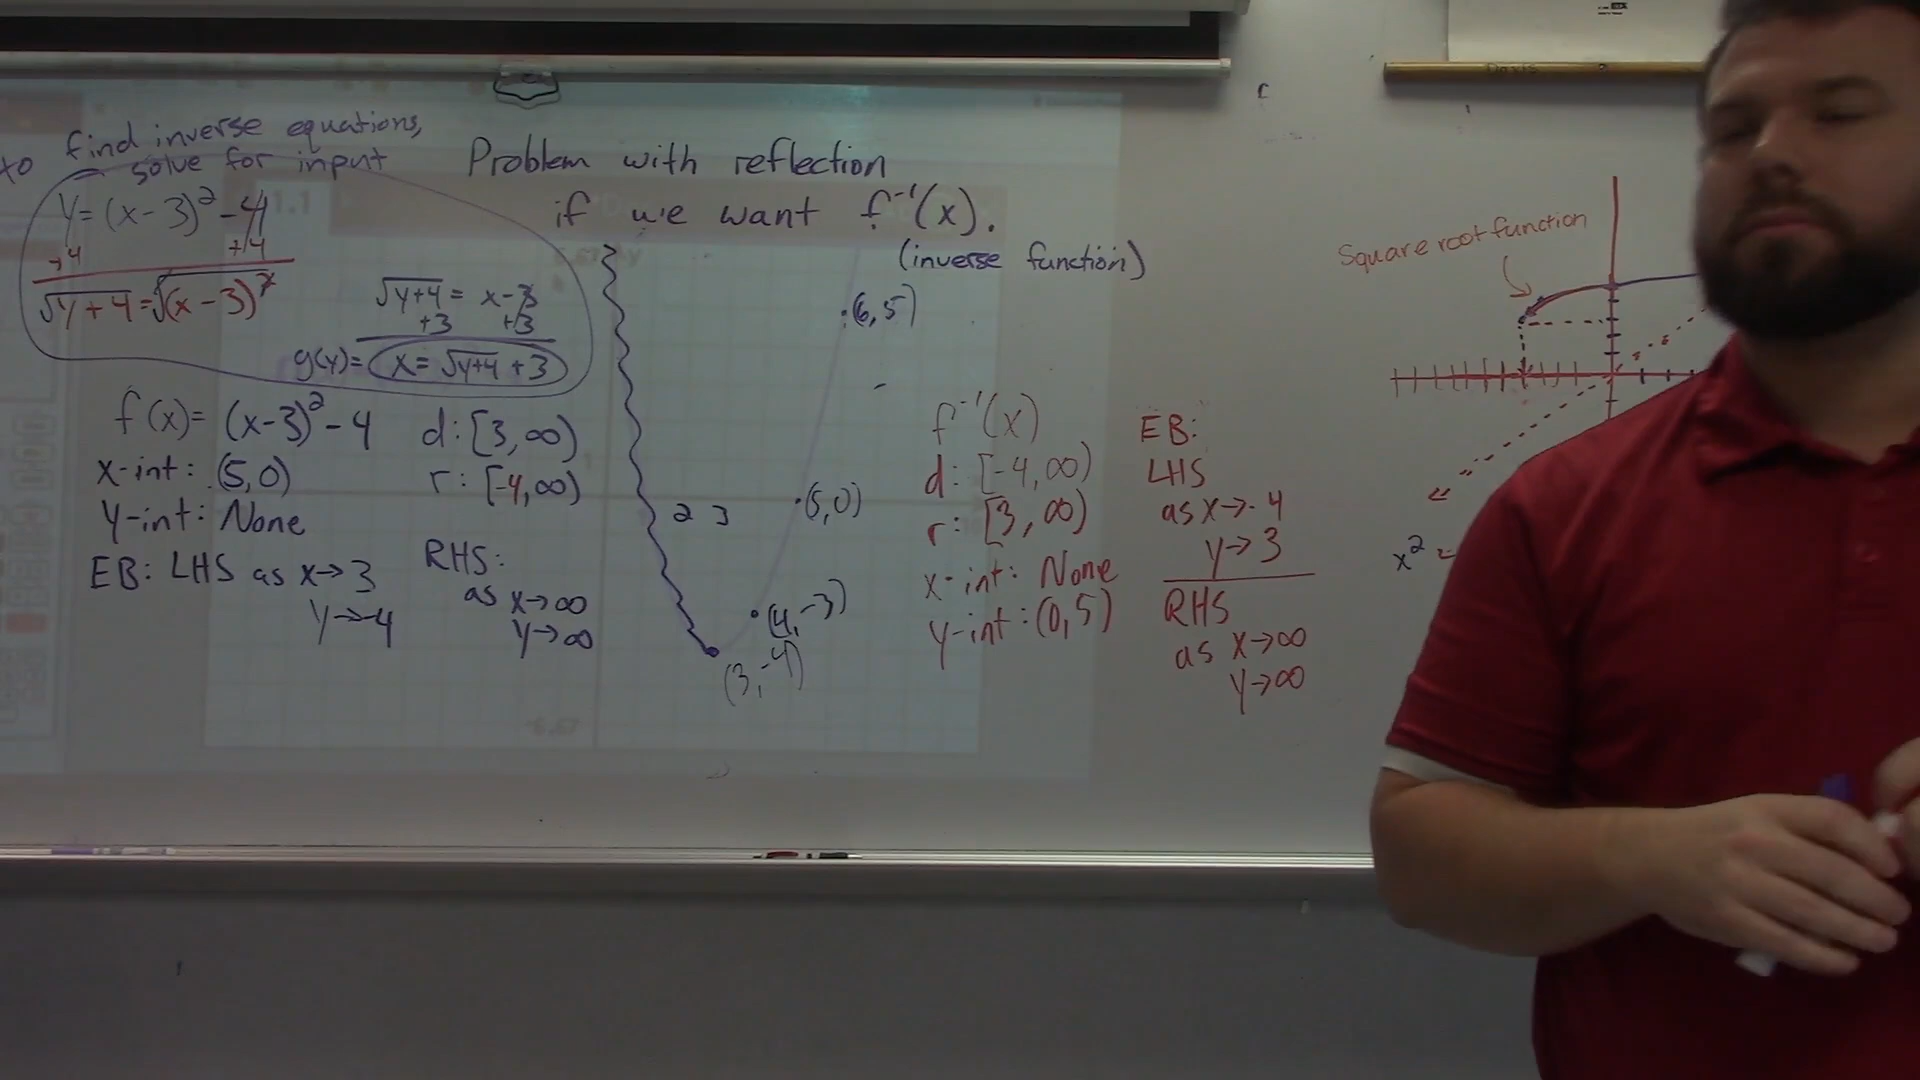 to find inverse equations,
solve for input
y = (x-3)² - 4
+4 +4
√y+4 = √(x-3)²
√y+4 = x-3
+3 +3
g(y) = x = √y+4 + 3
f(x) = (x-3)² - 4
x-int: (5,0)
y-int: None
d: [3,∞)
r: [-4,∞)
EB: LHS as x→3
y→-4
RHS:
as x→∞
y→∞
Problem with reflection
if we want f⁻¹(x).
(inverse function)
(6,5)
(5,0)
2 3
(4,-3)
(3,-4)
f⁻¹(x)
d: [-4,∞)
r: [3,∞)
x-int: None
y-int: (0,5)
EB:
LHS
as x→-4
y→3
RHS
as x→∞
y→∞
Square root function
x²